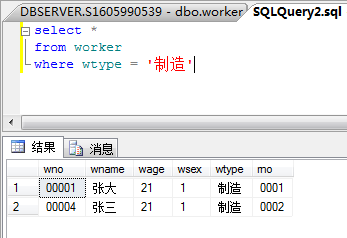 DBSERVER.S1605990539 - dbo.worker
SQLQuery2.sql
select *
from worker
where wtype = '制造'
结果
消息
wno wname wage wsex wtype mo
1 00001 张大 21 1 制造 0001
2 00004 张三 21 1 制造 0002